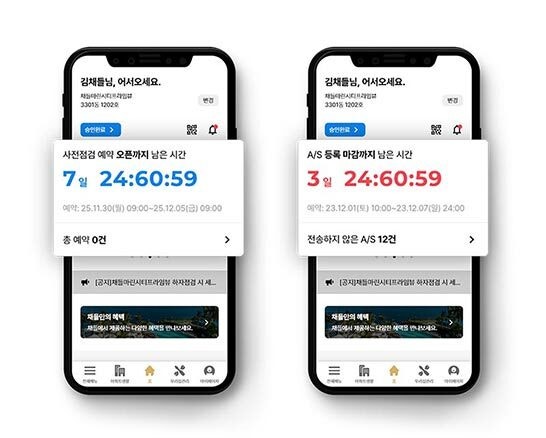 김채들님, 어서오세요.
채들마린시티프라임뷰
3301동 1202호
변경
승인완료 >
사전점검 예약 오픈까지 남은 시간
7일 24:60:59
예약: 25.11.30(월) 09:00~25.12.05(금) 09:00
총 예약 0건 >
[공지]채들마린시티프라임뷰 하자점검 시 세...
채들만의 혜택
채들에서 제공하는 다양한 혜택을 만나보세요.
전체메뉴
아파트생활
홈
우리집관리
마이페이지
김채들님, 어서오세요.
채들마린시티프라임뷰
3301동 1202호
변경
승인완료 >
A/S 등록 마감까지 남은 시간
3일 24:60:59
예약: 23.12.01(토) 10:00~23.12.07(일) 24:00
전송하지 않은 A/S 12건 >
[공지]채들마린시티프라임뷰 하자점검 시 세...
채들만의 혜택
채들에서 제공하는 다양한 혜택을 만나보세요.
전체메뉴
아파트생활
홈
우리집관리
마이페이지